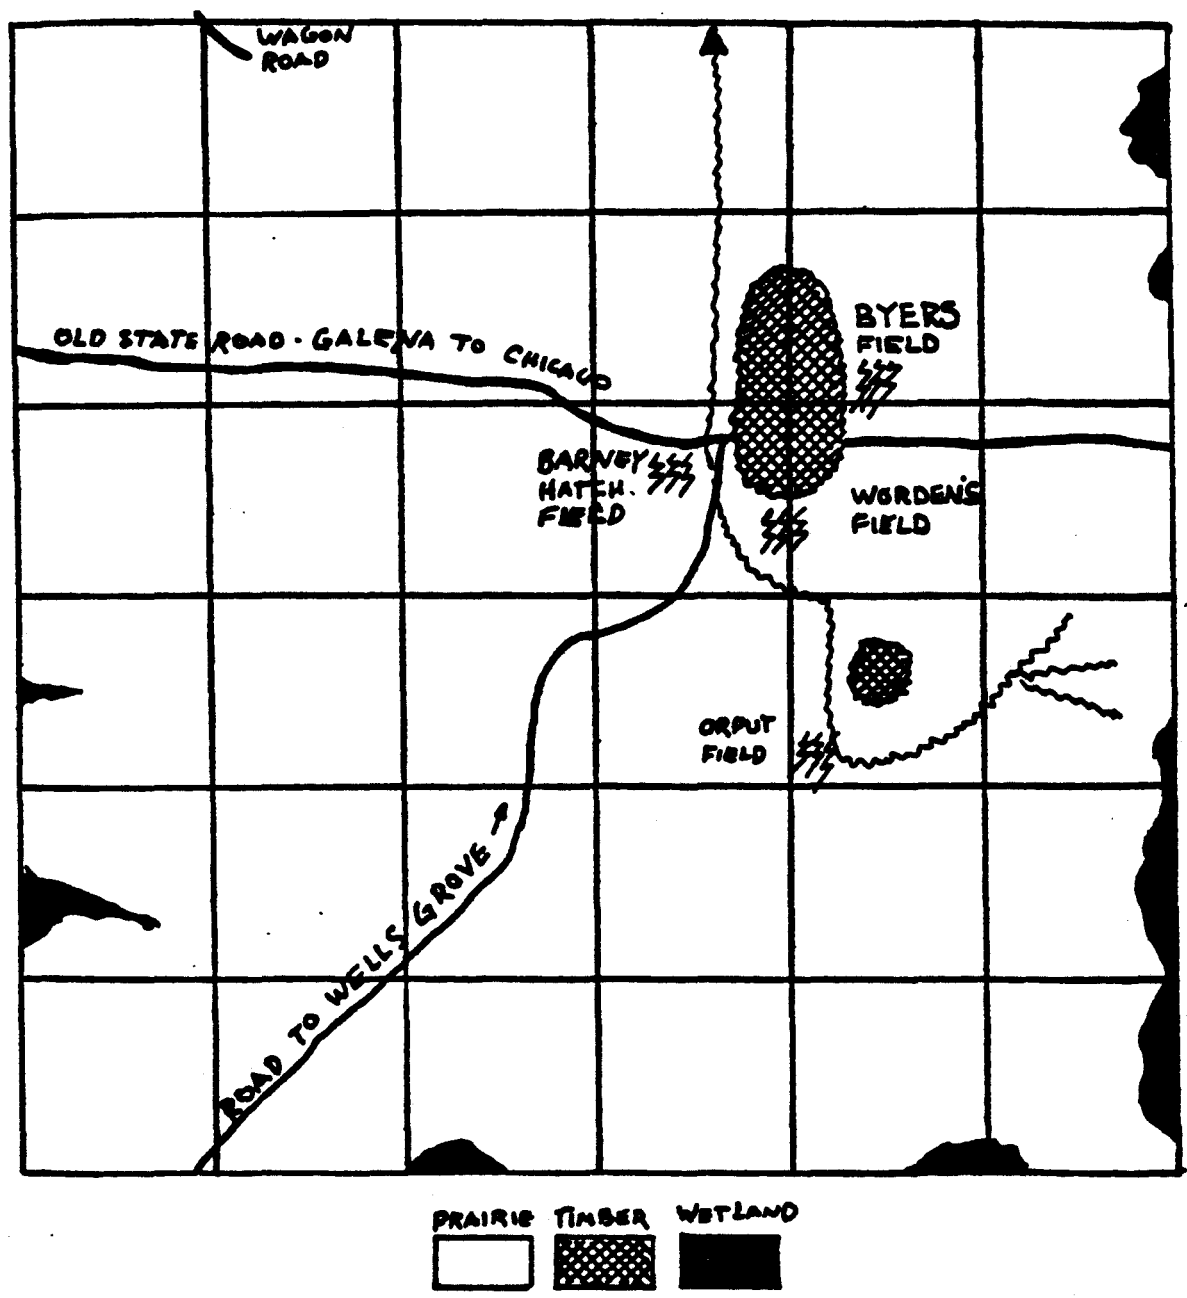 WAGON
ROAD
OLD STATE ROAD · GALENA TO CHICAGO
BYERS
FIELD
BARNEY
HATCH.
FIELD
WORDEN'S
FIELD
ORPUT
FIELD
ROAD TO WELLS GROVE
PRAIRIE TIMBER WETLAND